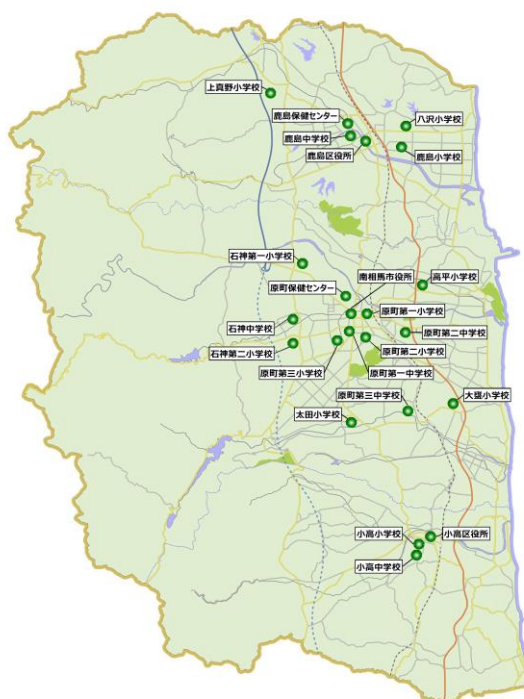 上真野小学校
鹿島保健センター
八沢小学校
鹿島中学校
鹿島小学校
鹿島区役所
石神第一小学校
南相馬市役所
高平小学校
原町保健センター
原町第一小学校
石神中学校
原町第二中学校
石神第二小学校
原町第二小学校
原町第三小学校
原町第一中学校
原町第三中学校
大甕小学校
太田小学校
小高小学校
小高区役所
小高中学校